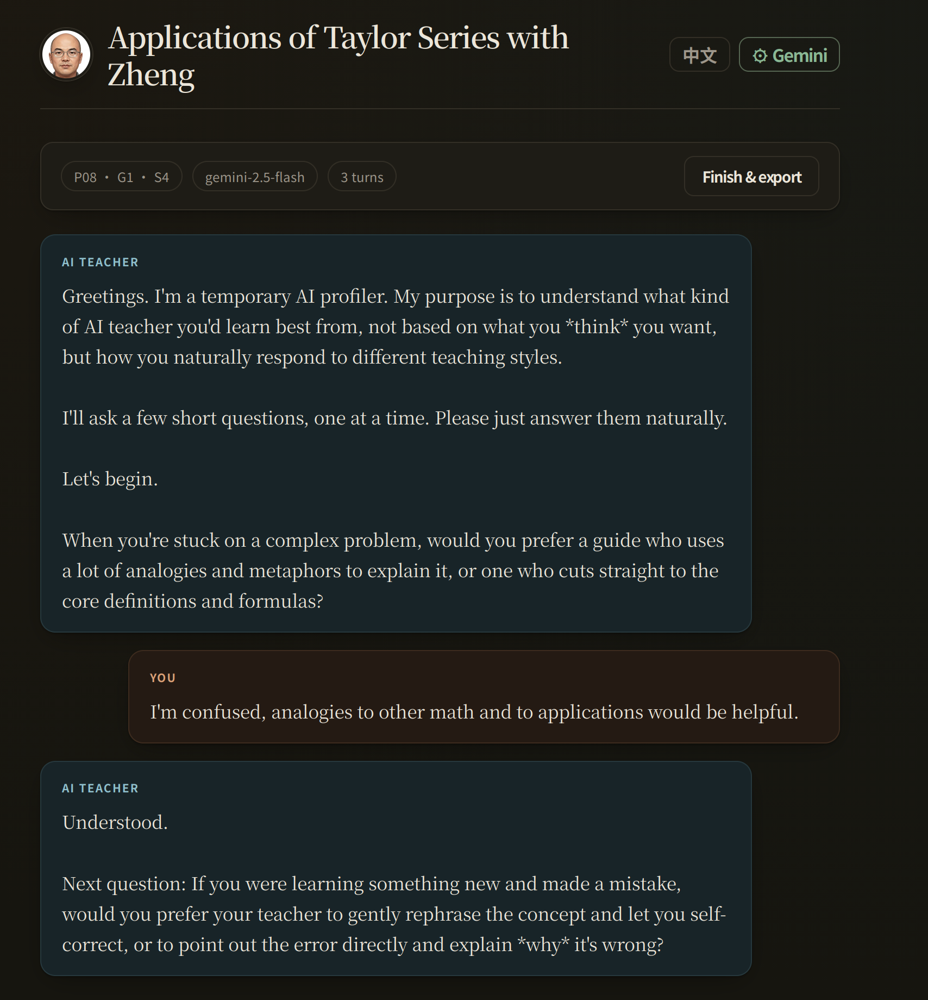 Applications of Taylor Series with
Zheng
中文
⚙ Gemini
P08 • G1 • S4
gemini-2.5-flash
3 turns
Finish & export
AI TEACHER
Greetings. I'm a temporary AI profiler. My purpose is to understand what kind
of AI teacher you'd learn best from, not based on what you *think* you want,
but how you naturally respond to different teaching styles.
I'll ask a few short questions, one at a time. Please just answer them naturally.
Let's begin.
When you're stuck on a complex problem, would you prefer a guide who uses
a lot of analogies and metaphors to explain it, or one who cuts straight to the
core definitions and formulas?
YOU
I'm confused, analogies to other math and to applications would be helpful.
AI TEACHER
Understood.
Next question: If you were learning something new and made a mistake,
would you prefer your teacher to gently rephrase the concept and let you self-
correct, or to point out the error directly and explain *why* it's wrong?